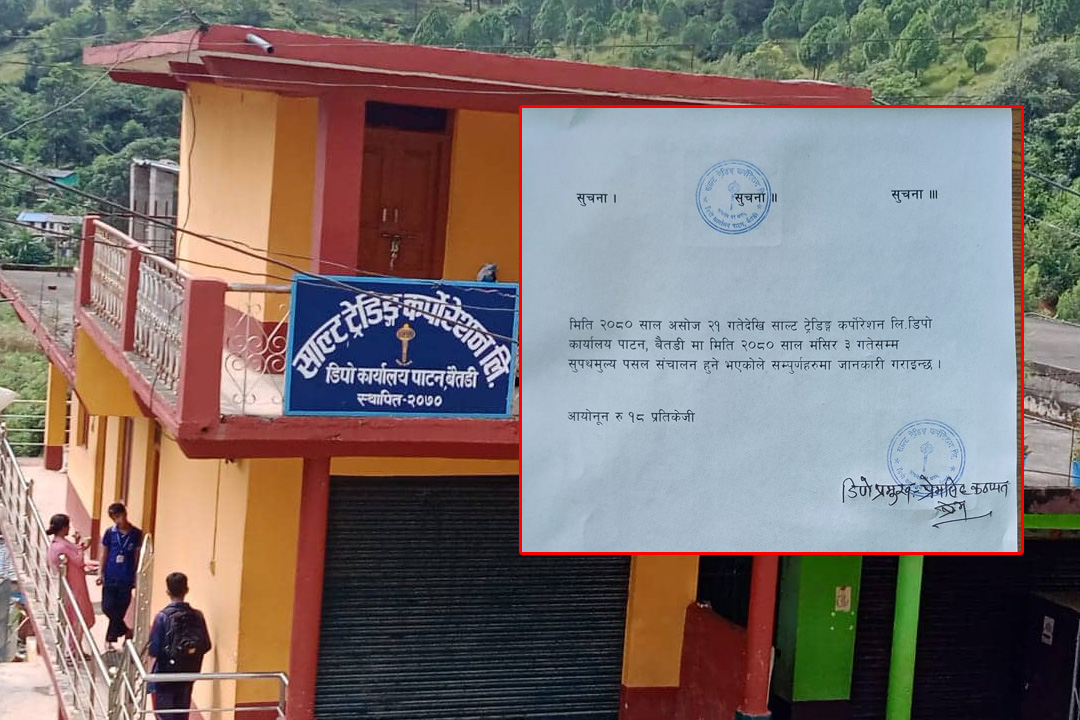 साल्ट ट्रेडिङ्ग कर्पोरेशन लि.
डिपो कार्यालय पाटन,बैतडी
स्थापित-२०७०
सुचना । सुचना ॥ सुचना ॥।
मिति २०८० साल असोज २१ गतेदेखि साल्ट ट्रेडिङ्ग कर्पोरेशन लि.डिपो
कार्यालय पाटन, बैतडी मा मिति २०८० साल मंसिर ३ गतेसम्म
सुपथमुल्य पसल संचालन हुने भएकोले सम्पुर्णहरुमा जानकारी गराइन्छ ।
आयोनून रु १८ प्रतिकेजी